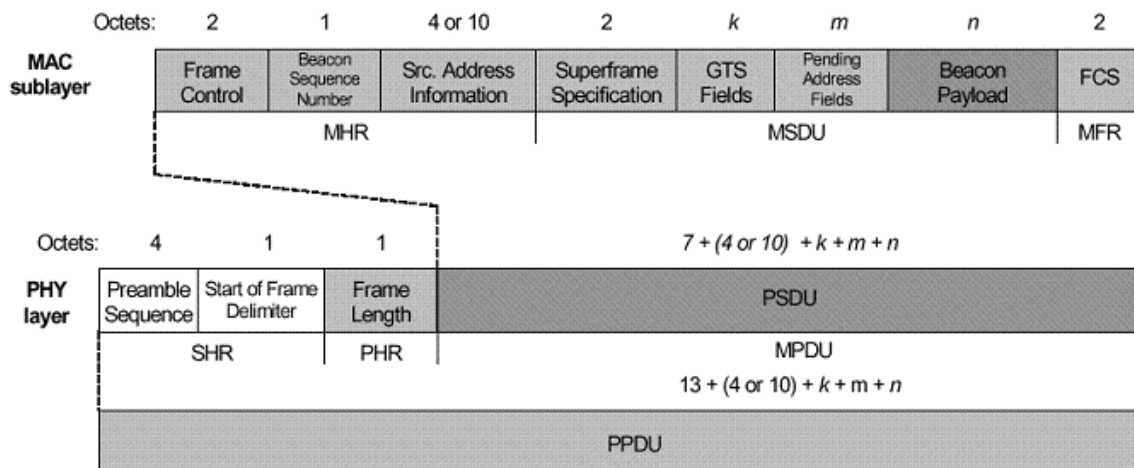 Octets: 2 1 4 or 10 2 k m n 2
MAC sublayer
Frame Control
Beacon Sequence Number
Src. Address Information
Superframe Specification
GTS Fields
Pending Address Fields
Beacon Payload
FCS
MHR MSDU MFR
Octets: 4 1 1 7 + (4 or 10) + k + m + n
PHY layer
Preamble Sequence
Start of Frame Delimiter
Frame Length
PSDU
SHR PHR MPDU
13 + (4 or 10) + k + m + n
PPDU